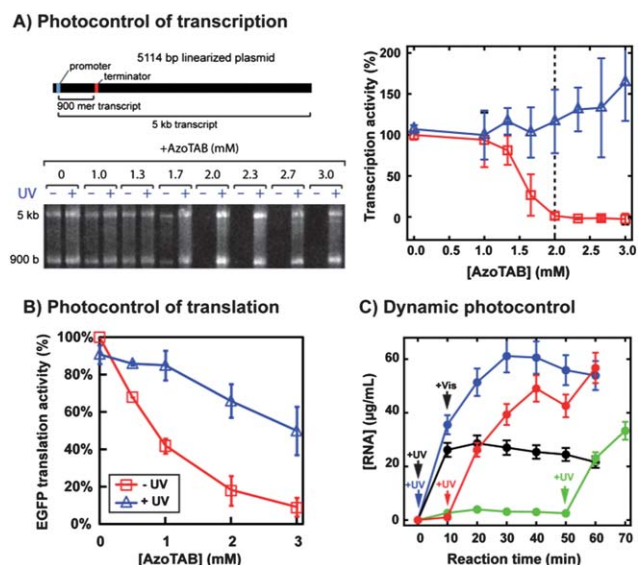 A) Photocontrol of transcription
5114 bp linearized plasmid
promoter
terminator
900 mer transcript
5 kb transcript
+AzoTAB (mM)
0 1.0 1.3 1.7 2.0 2.3 2.7 3.0
UV - + - + - + - + - + - + - + - +
5 kb
900 b
Transcription activity (%)
200
150
100
50
0
0.0 1.0 1.5 2.0 2.5 3.0
[AzoTAB] (mM)
B) Photocontrol of translation
EGFP translation activity (%)
100%
80%
60%
40%
20%
0%
- UV
+ UV
0 1 2 3
[AzoTAB] (mM)
C) Dynamic photocontrol
[RNA] (µg/mL)
60
40
20
0
+Vis
+UV
+UV
+UV
+UV
0 10 20 30 40 50 60 70
Reaction time (min)